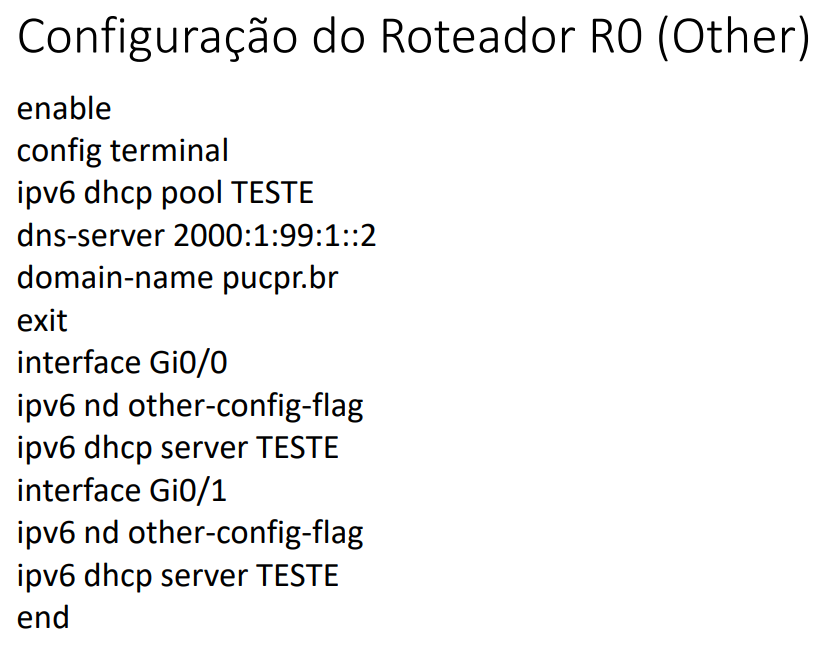 Configuração do Roteador R0 (Other)
enable
config terminal
ipv6 dhcp pool TESTE
dns-server 2000:1:99:1::2
domain-name pucpr.br
exit
interface Gi0/0
ipv6 nd other-config-flag
ipv6 dhcp server TESTE
interface Gi0/1
ipv6 nd other-config-flag
ipv6 dhcp server TESTE
end